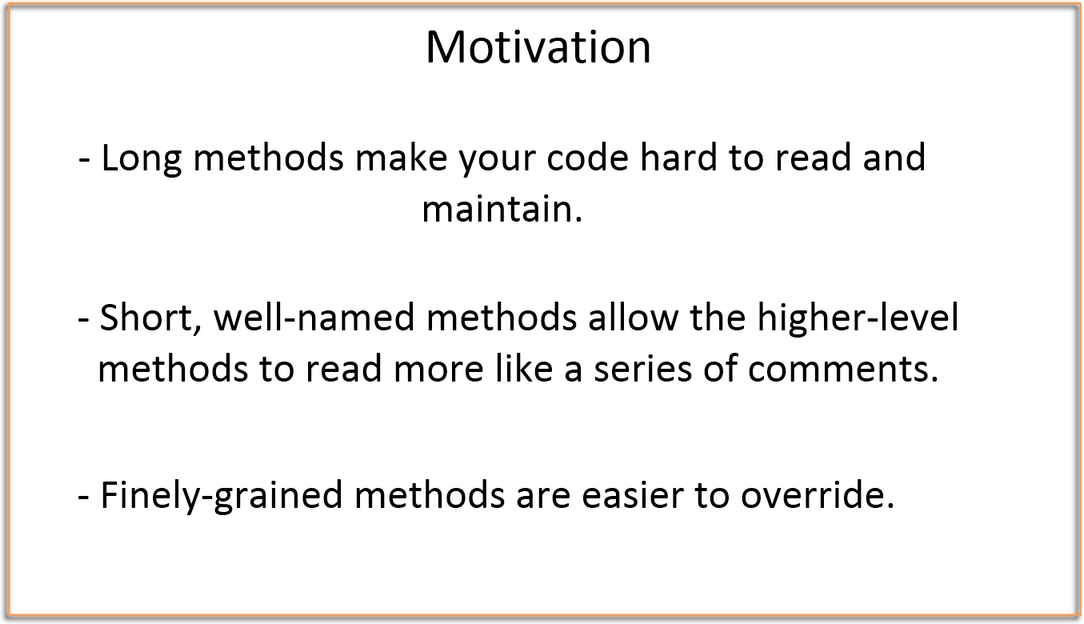 Motivation
- Long methods make your code hard to read and
maintain.
- Short, well-named methods allow the higher-level
methods to read more like a series of comments.
- Finely-grained methods are easier to override.